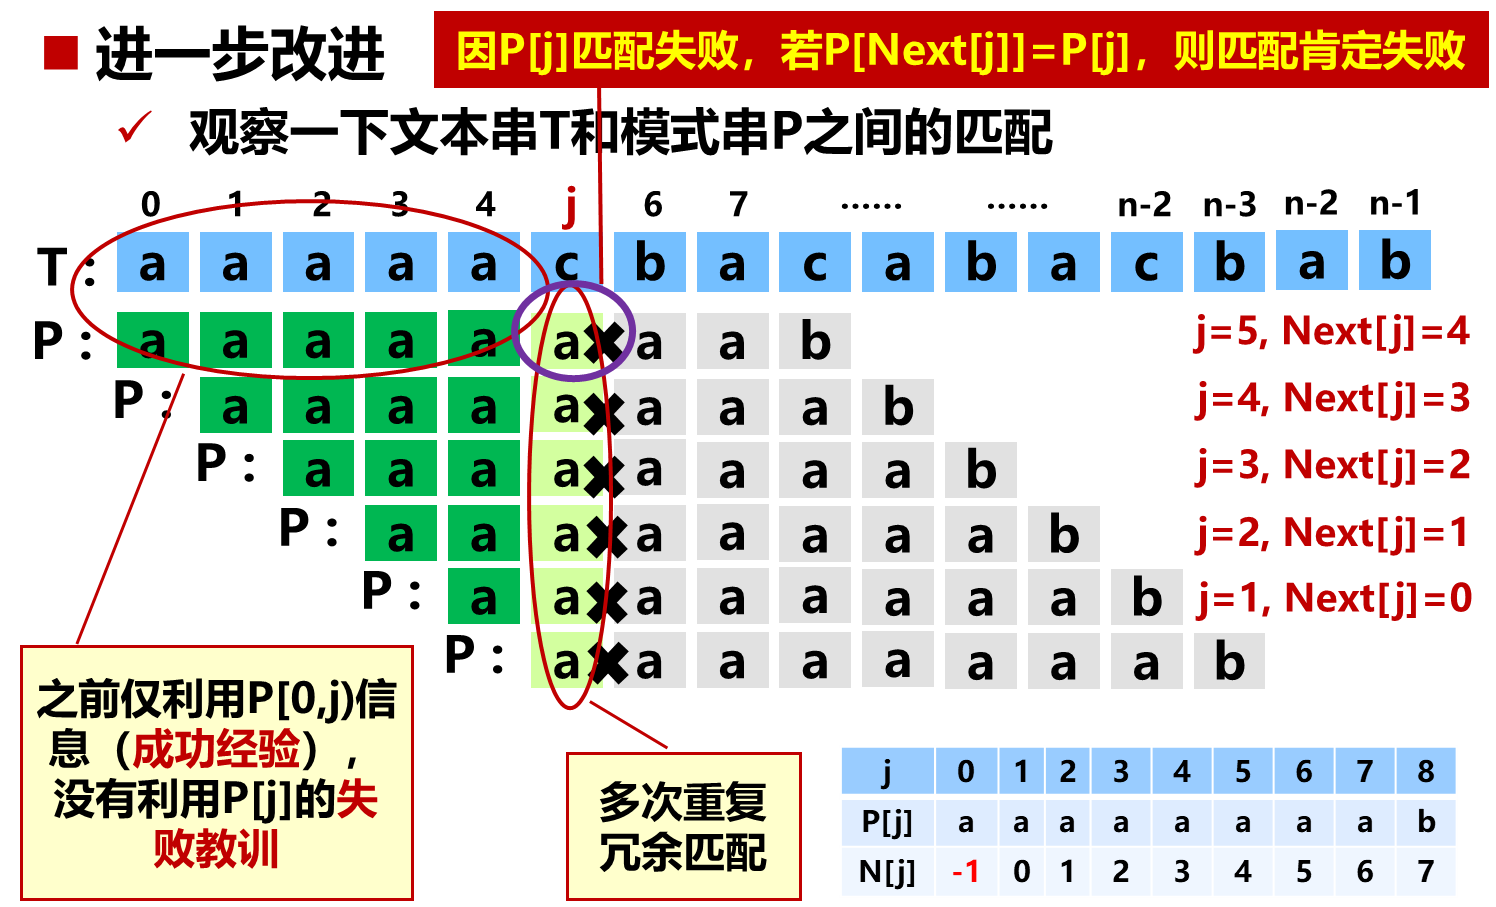 进一步改进
因P[j]匹配失败，若P[Next[j]]=P[j]，则匹配肯定失败
观察一下文本串T和模式串P之间的匹配
0 1 2 3 4 j 6 7 ······ ······ n-2 n-3 n-2 n-1
T： a a a a a c b a c a b a c b a b
P： a a a a a a a a b j=5, Next[j]=4
P： a a a a a a a a b j=4, Next[j]=3
P： a a a a a a a a b j=3, Next[j]=2
P： a a a a a a a a b j=2, Next[j]=1
P： a a a a a a a a b j=1, Next[j]=0
P： a a a a a a a a b
之前仅利用P[0,j)信
息（成功经验），
没有利用P[j]的失
败教训
多次重复
冗余匹配
j 0 1 2 3 4 5 6 7 8
P[j] a a a a a a a a b
N[j] -1 0 1 2 3 4 5 6 7